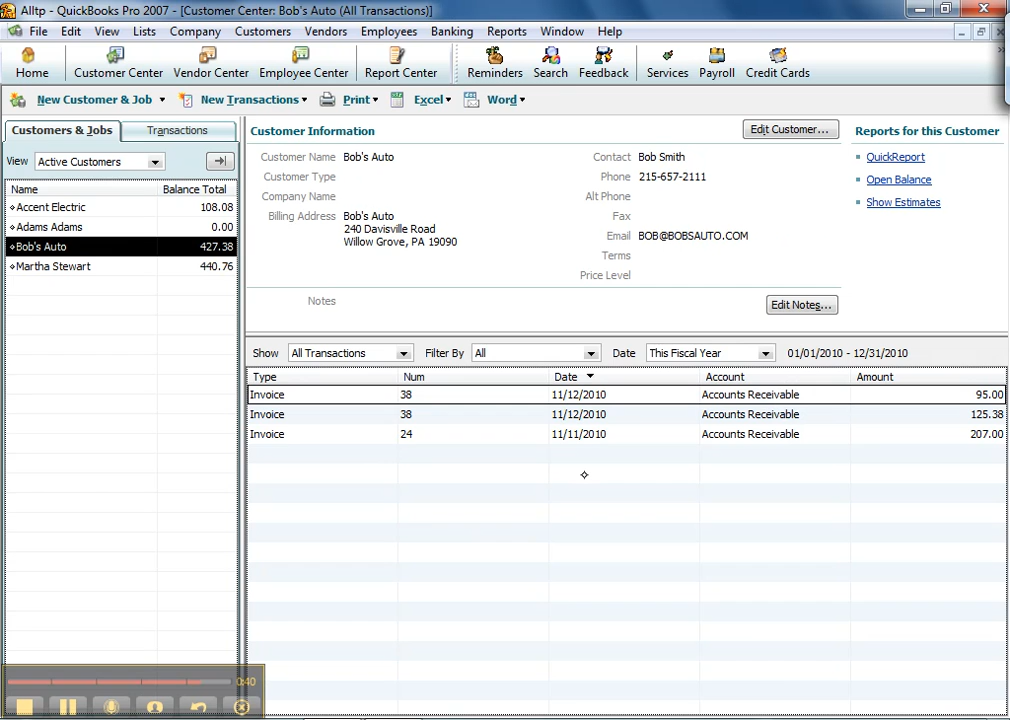 Alltp - QuickBooks Pro 2007 - [Customer Center: Bob's Auto (All Transactions)]
File Edit View Lists Company Customers Vendors Employees Banking Reports Window Help
Home Customer Center Vendor Center Employee Center Report Center Reminders Search Feedback Services Payroll Credit Cards
New Customer & Job New Transactions Print Excel Word
Customers & Jobs Transactions
View Active Customers
Name Balance Total
Accent Electric 108.08
Adams Adams 0.00
Bob's Auto 427.38
Martha Stewart 440.76
Customer Information Edit Customer...
Customer Name Bob's Auto Contact Bob Smith
Customer Type Phone 215-657-2111
Company Name Alt Phone
Billing Address Bob's Auto Fax
240 Davisville Road
Willow Grove, PA 19090 Email BOB@BOBSAUTO.COM
Terms
Price Level
Notes Edit Notes...
Reports for this Customer
QuickReport
Open Balance
Show Estimates
Show All Transactions Filter By All Date This Fiscal Year 01/01/2010 - 12/31/2010
Type Num Date Account Amount
Invoice 38 11/12/2010 Accounts Receivable 95.00
Invoice 38 11/12/2010 Accounts Receivable 125.38
Invoice 24 11/11/2010 Accounts Receivable 207.00
0:40